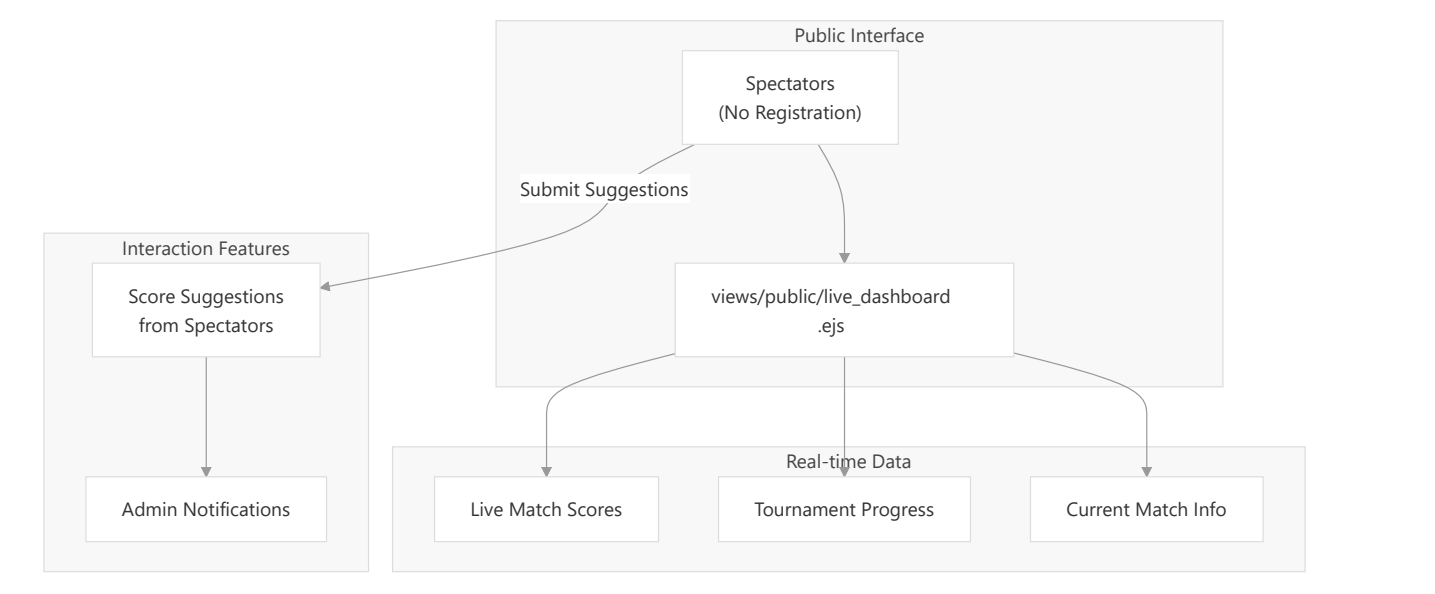 Public Interface
Spectators
(No Registration)
Submit Suggestions
Interaction Features
Score Suggestions
from Spectators
views/public/live_dashboard
.ejs
Real-time Data
Admin Notifications
Live Match Scores
Tournament Progress
Current Match Info